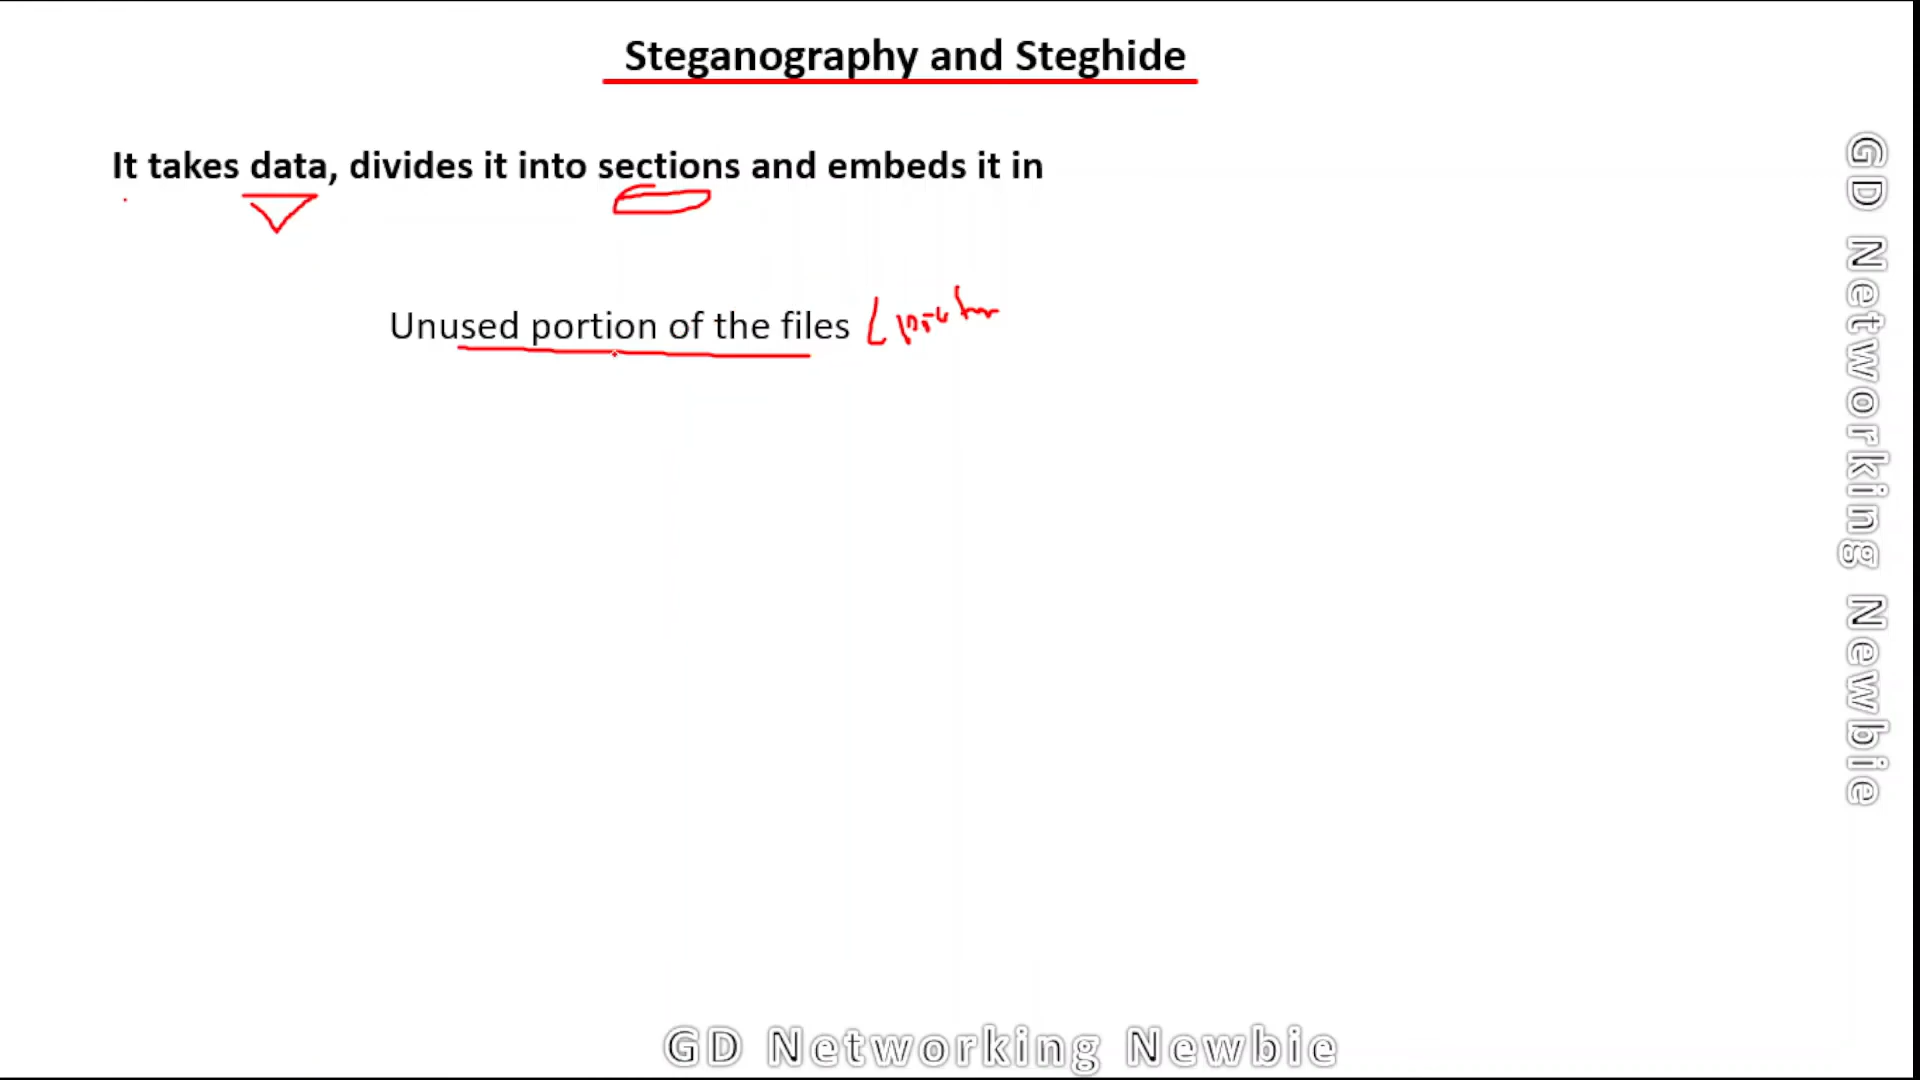 Steganography and Steghide
It takes data, divides it into sections and embeds it in
Unused portion of the files
GD Networking Newbie
GD Networking Newbie